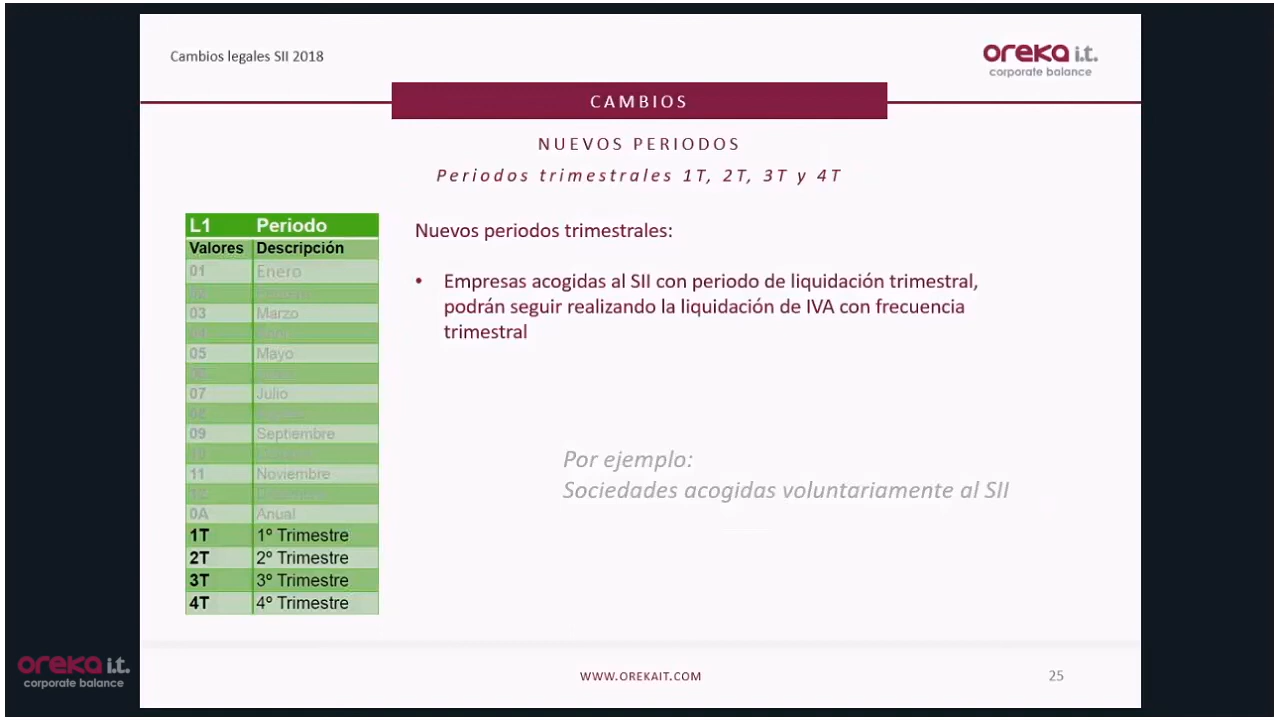 Cambios legales SII 2018
oreka i.t.
corporate balance
CAMBIOS
NUEVOS PERIODOS
Periodos trimestrales 1T, 2T, 3T y 4T
L1 Periodo
Valores Descripción
01 Enero
03 Marzo
05 Mayo
07 Julio
09 Septiembre
11 Noviembre
0A Anual
1T 1º Trimestre
2T 2º Trimestre
3T 3º Trimestre
4T 4º Trimestre
Nuevos periodos trimestrales:
• Empresas acogidas al SII con periodo de liquidación trimestral,
podrán seguir realizando la liquidación de IVA con frecuencia
trimestral
Por ejemplo:
Sociedades acogidas voluntariamente al SII
oreka i.t.
corporate balance
WWW.OREKAIT.COM
25